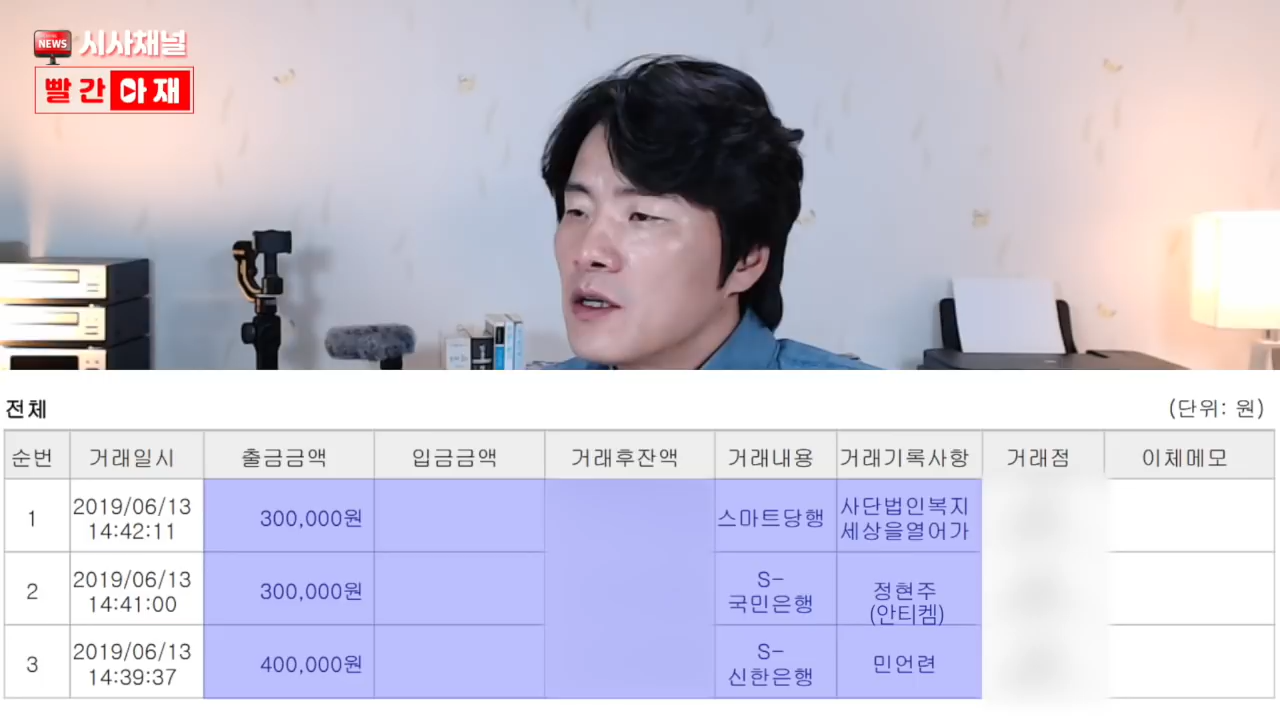 NEWS 시사채널
빨간아재
전체
(단위: 원)
순번 거래일시 출금금액 입금금액 거래후잔액 거래내용 거래기록사항 거래점 이체메모
1 2019/06/13 14:42:11 300,000원 스마트당행 사단법인복지 세상을열어가
2 2019/06/13 14:41:00 300,000원 S-국민은행 정현주 (안티켐)
3 2019/06/13 14:39:37 400,000원 S-신한은행 민언련